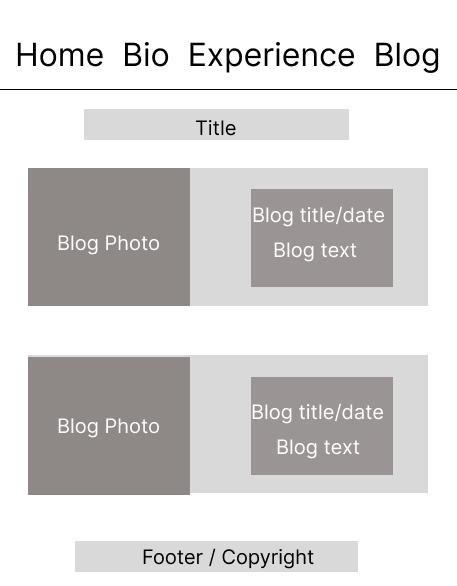 Home Bio Experience Blog
Title
Blog Photo
Blog title/date
Blog text
Blog Photo
Blog title/date
Blog text
Footer / Copyright